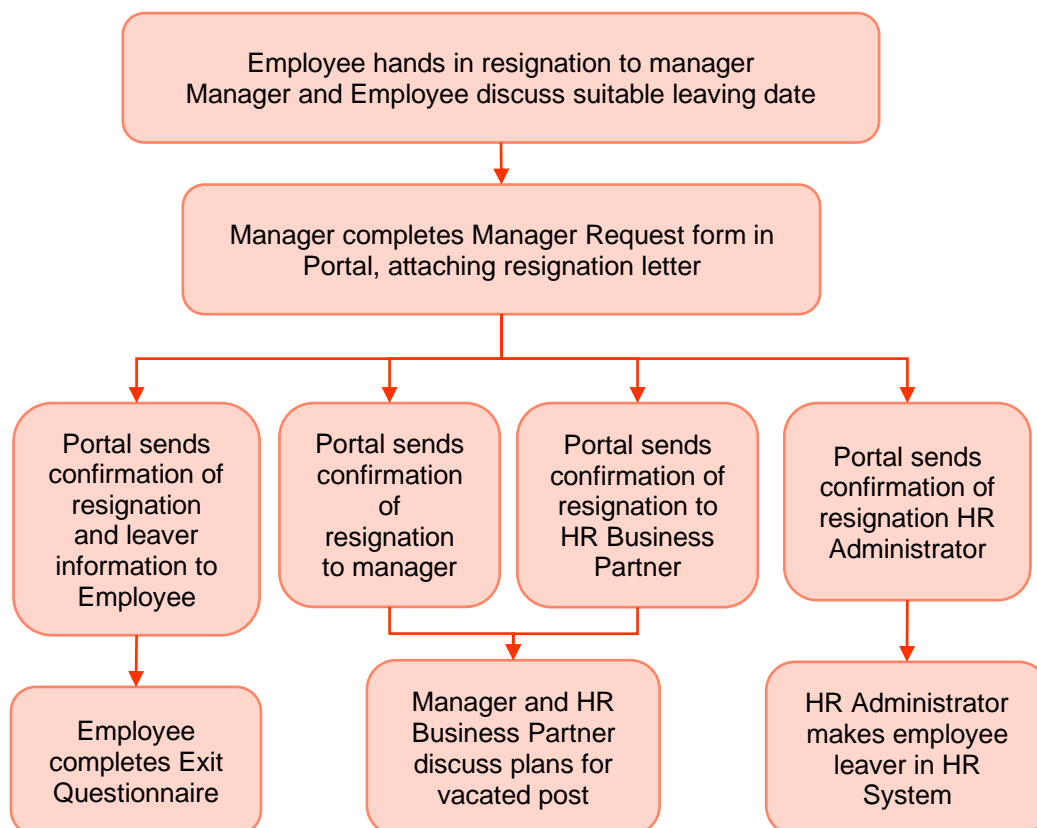 Employee hands in resignation to manager
Manager and Employee discuss suitable leaving date
Manager completes Manager Request form in
Portal, attaching resignation letter
Portal sends
confirmation of
resignation
and leaver
information to
Employee
Portal sends
confirmation
of
resignation
to manager
Portal sends
confirmation of
resignation to
HR Business
Partner
Portal sends
confirmation of
resignation HR
Administrator
Employee
completes Exit
Questionnaire
Manager and HR
Business Partner
discuss plans for
vacated post
HR Administrator
makes employee
leaver in HR
System